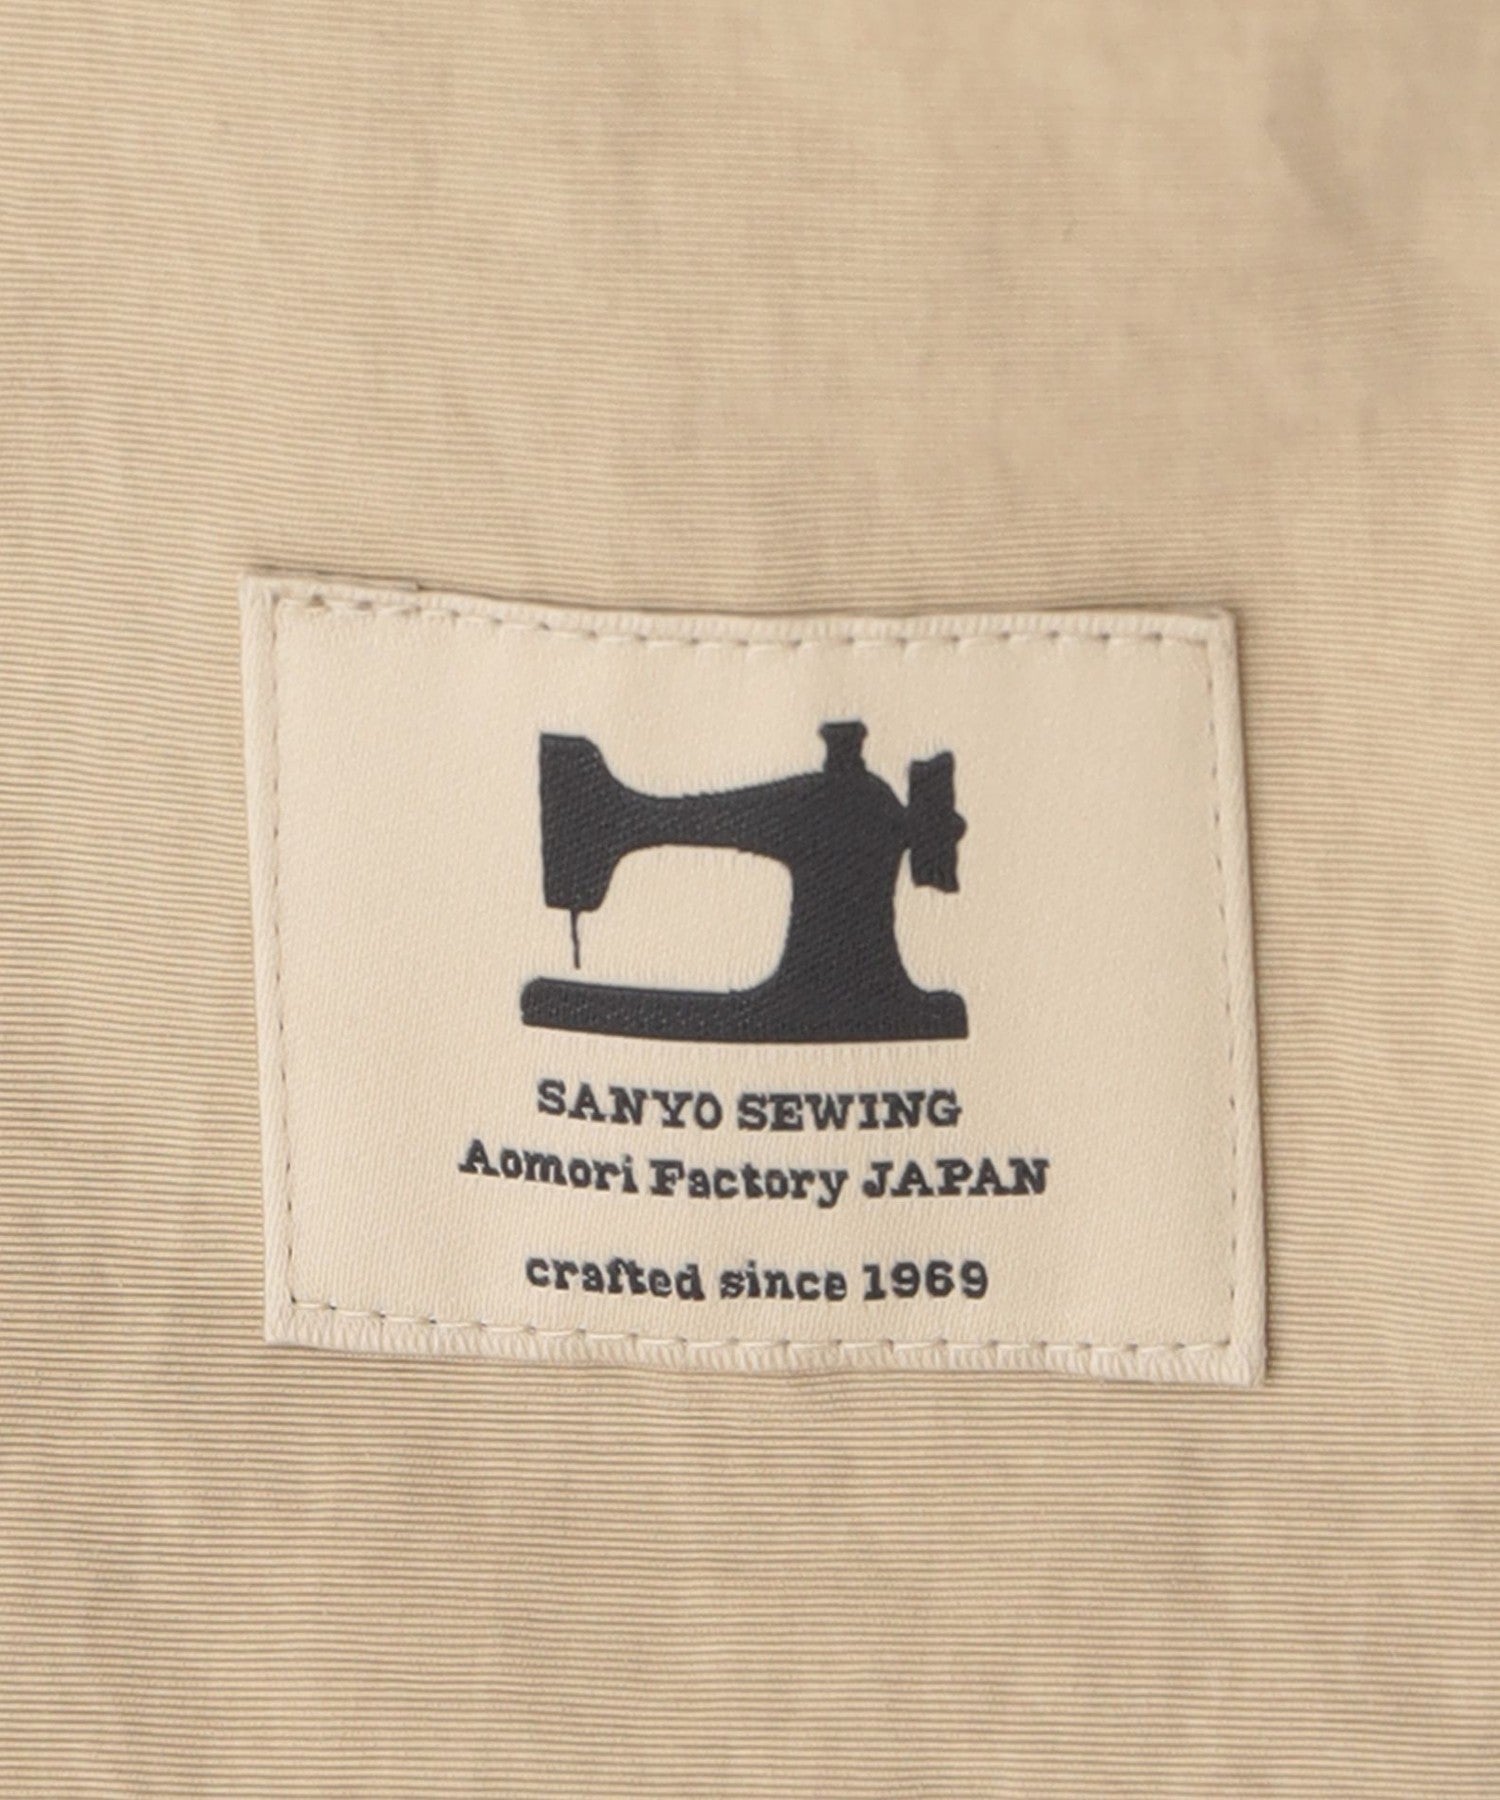 SANYO SEWING
Aomori Factory JAPAN
crafted since 1969